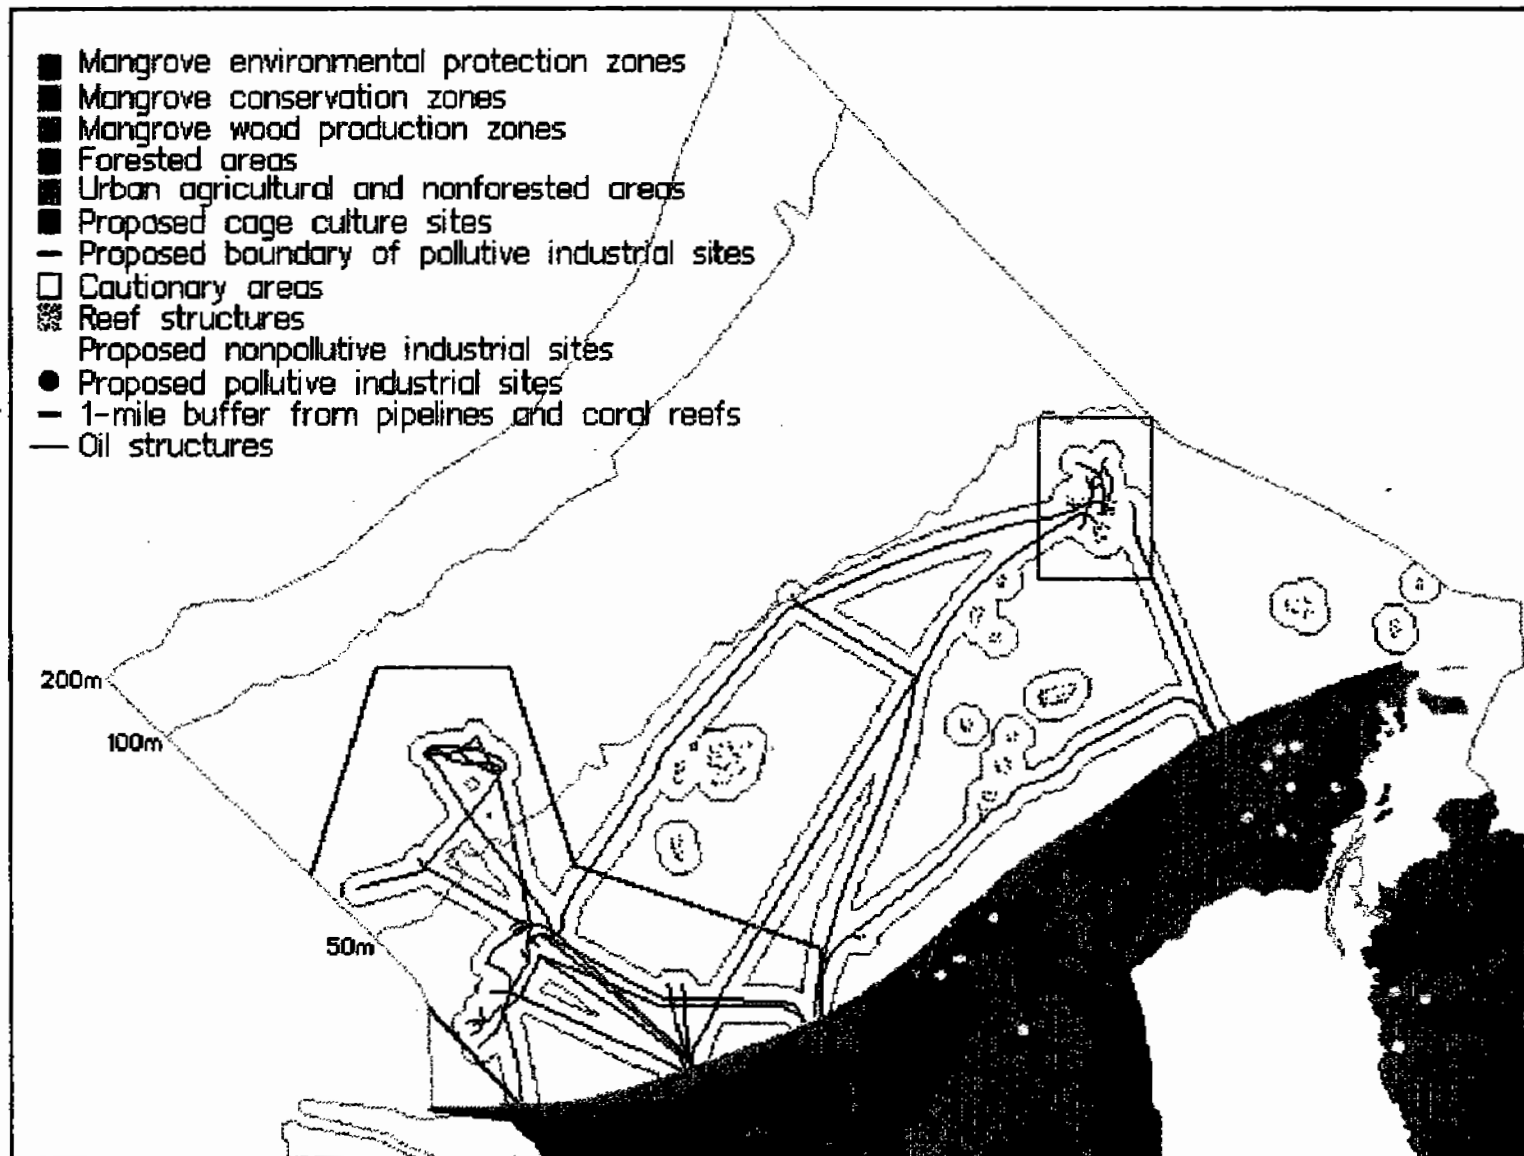 Mangrove environmental protection zones
Mangrove conservation zones
Mangrove wood production zones
Forested areas
Urban agricultural and nonforested areas
Proposed cage culture sites
Proposed boundary of pollutive industrial sites
Cautionary areas
Reef structures
Proposed nonpollutive industrial sites
Proposed pollutive industrial sites
1-mile buffer from pipelines and coral reefs
Oil structures
200m
100m
50m